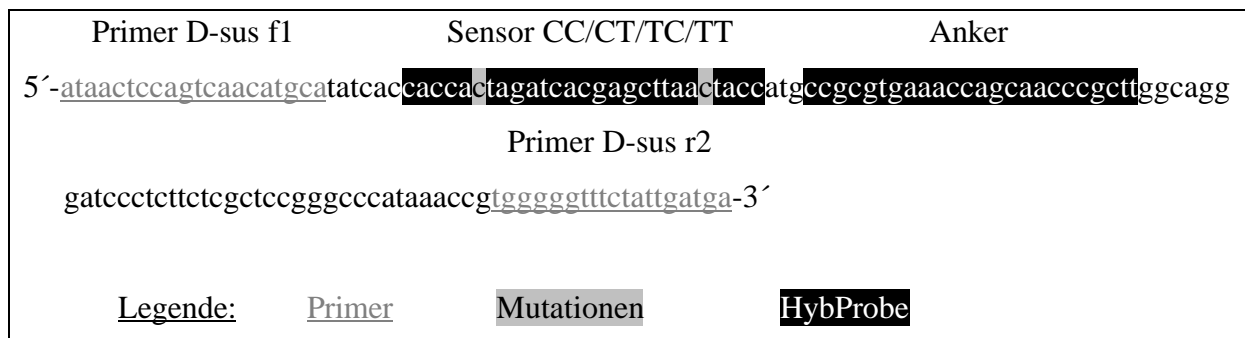 Primer D-sus f1 Sensor CC/CT/TC/TT Anker
5´-ataactccagtcaacatgcatatcaccaccactagatcacgagcttaactaccatgccgcgtgaaaccagcaacccgcttggcagg
Primer D-sus r2
gatccctcttctcgctccgggcccataaaccgtgggggtttctattgatga-3´
Legende: Primer Mutationen HybProbe